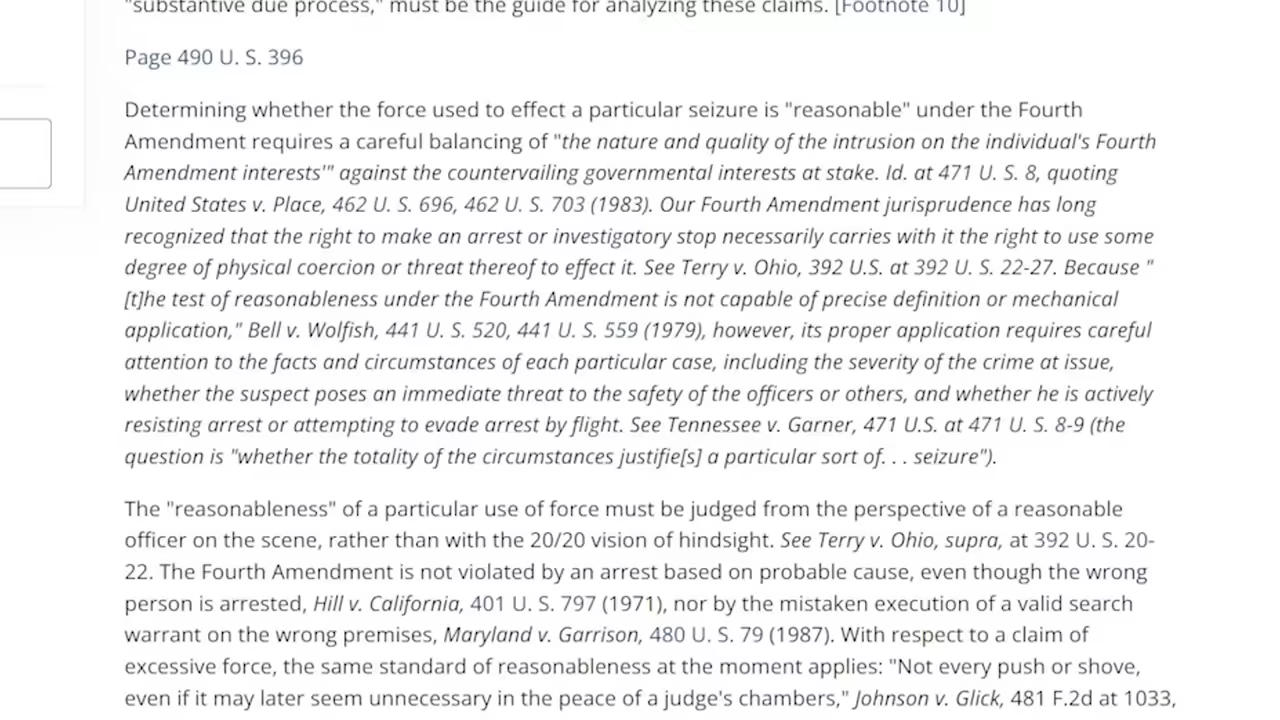 "substantive due process," must be the guide for analyzing these claims. [Footnote 10]
Page 490 U. S. 396
Determining whether the force used to effect a particular seizure is "reasonable" under the Fourth
Amendment requires a careful balancing of "the nature and quality of the intrusion on the individual's Fourth
Amendment interests'" against the countervailing governmental interests at stake. Id. at 471 U. S. 8, quoting
United States v. Place, 462 U. S. 696, 462 U. S. 703 (1983). Our Fourth Amendment jurisprudence has long
recognized that the right to make an arrest or investigatory stop necessarily carries with it the right to use some
degree of physical coercion or threat thereof to effect it. See Terry v. Ohio, 392 U.S. at 392 U. S. 22-27. Because "
[t]he test of reasonableness under the Fourth Amendment is not capable of precise definition or mechanical
application," Bell v. Wolfish, 441 U. S. 520, 441 U. S. 559 (1979), however, its proper application requires careful
attention to the facts and circumstances of each particular case, including the severity of the crime at issue,
whether the suspect poses an immediate threat to the safety of the officers or others, and whether he is actively
resisting arrest or attempting to evade arrest by flight. See Tennessee v. Garner, 471 U.S. at 471 U. S. 8-9 (the
question is "whether the totality of the circumstances justifie[s] a particular sort of. . . seizure").
The "reasonableness" of a particular use of force must be judged from the perspective of a reasonable
officer on the scene, rather than with the 20/20 vision of hindsight. See Terry v. Ohio, supra, at 392 U. S. 20-
22. The Fourth Amendment is not violated by an arrest based on probable cause, even though the wrong
person is arrested, Hill v. California, 401 U. S. 797 (1971), nor by the mistaken execution of a valid search
warrant on the wrong premises, Maryland v. Garrison, 480 U. S. 79 (1987). With respect to a claim of
excessive force, the same standard of reasonableness at the moment applies: "Not every push or shove,
even if it may later seem unnecessary in the peace of a judge's chambers," Johnson v. Glick, 481 F.2d at 1033,